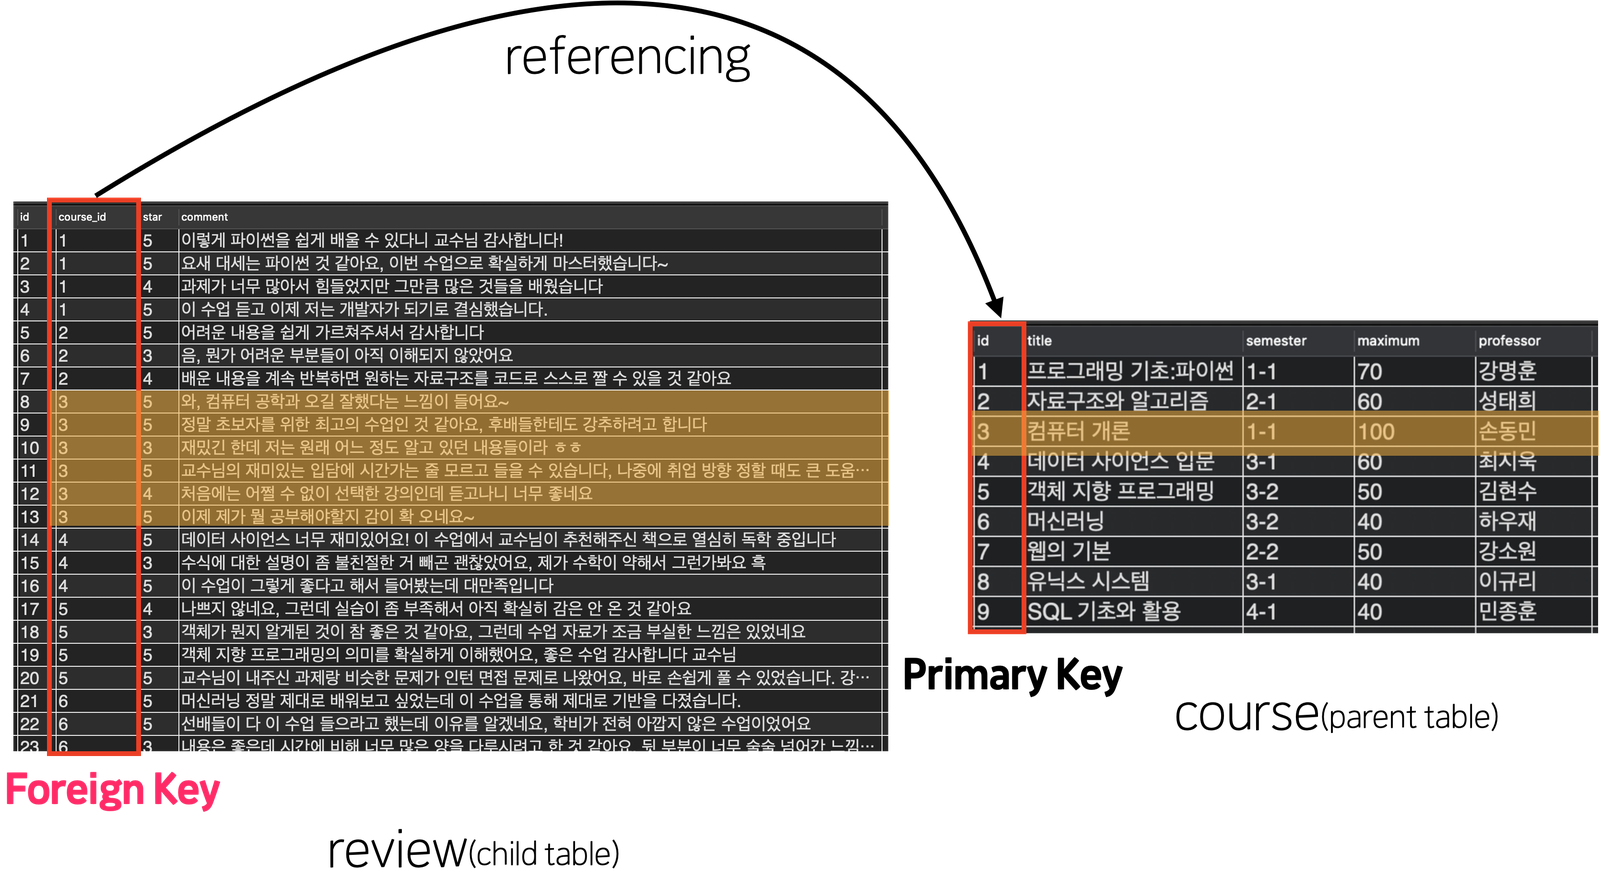 referencing
id course_id star comment
1 1 5 이렇게 파이썬을 쉽게 배울 수 있다니 교수님 감사합니다!
2 1 5 요새 대세는 파이썬 것 같아요, 이번 수업으로 확실하게 마스터했습니다~
3 1 4 과제가 너무 많아서 힘들었지만 그만큼 많은 것들을 배웠습니다
4 1 5 이 수업 듣고 이제 저는 개발자가 되기로 결심했습니다.
5 2 5 어려운 내용을 쉽게 가르쳐주셔서 감사합니다
6 2 3 음, 뭔가 어려운 부분들이 아직 이해되지 않았어요
7 2 4 배운 내용을 계속 반복하면 원하는 자료구조를 코드로 스스로 짤 수 있을 것 같아요
8 3 5 와, 컴퓨터 공학과 오길 잘했다는 느낌이 들어요~
9 3 5 정말 초보자를 위한 최고의 수업인 것 같아요, 후배들한테도 강추하려고 합니다
10 3 3 재밌긴 한데 저는 원래 어느 정도 알고 있던 내용들이라 ㅎㅎ
11 3 5 교수님의 재미있는 입담에 시간가는 줄 모르고 들을 수 있습니다, 나중에 취업 방향 정할 때도 큰 도움…
12 3 4 처음에는 어쩔 수 없이 선택한 강의인데 듣고나니 너무 좋네요
13 3 5 이제 제가 뭘 공부해야할지 감이 확 오네요~
14 4 5 데이터 사이언스 너무 재미있어요! 이 수업에서 교수님이 추천해주신 책으로 열심히 독학 중입니다
15 4 3 수식에 대한 설명이 좀 불친절한 거 빼곤 괜찮았어요, 제가 수학이 약해서 그런가봐요 흑
16 4 5 이 수업이 그렇게 좋다고 해서 들어봤는데 대만족입니다
17 5 4 나쁘지 않네요, 그런데 실습이 좀 부족해서 아직 확실히 감은 안 온 것 같아요
18 5 3 객체가 뭔지 알게된 것이 참 좋은 것 같아요, 그런데 수업 자료가 조금 부실한 느낌은 있었네요
19 5 5 객체 지향 프로그래밍의 의미를 확실하게 이해했어요, 좋은 수업 감사합니다 교수님
20 5 5 교수님이 내주신 과제랑 비슷한 문제가 인턴 면접 문제로 나왔어요, 바로 손쉽게 풀 수 있었습니다. 강…
21 6 5 머신러닝 정말 제대로 배워보고 싶었는데 이 수업을 통해 제대로 기반을 다졌습니다.
22 6 5 선배들이 다 이 수업 들으라고 했는데 이유를 알겠네요, 학비가 전혀 아깝지 않은 수업이었어요
23 6 3 내용은 좋은데 시간에 비해 너무 많은 양을 다루시려고 한 것 같아요. 뒷 부분이 너무 술술 넘어간 느낌…
Foreign Key
review(child table)
id title semester maximum professor
1 프로그래밍 기초:파이썬 1-1 70 강명훈
2 자료구조와 알고리즘 2-1 60 성태희
3 컴퓨터 개론 1-1 100 손동민
4 데이터 사이언스 입문 3-1 60 최지욱
5 객체 지향 프로그래밍 3-2 50 김현수
6 머신러닝 3-2 40 하우재
7 웹의 기본 2-2 50 강소원
8 유닉스 시스템 3-1 40 이규리
9 SQL 기초와 활용 4-1 40 민종훈
Primary Key
course(parent table)